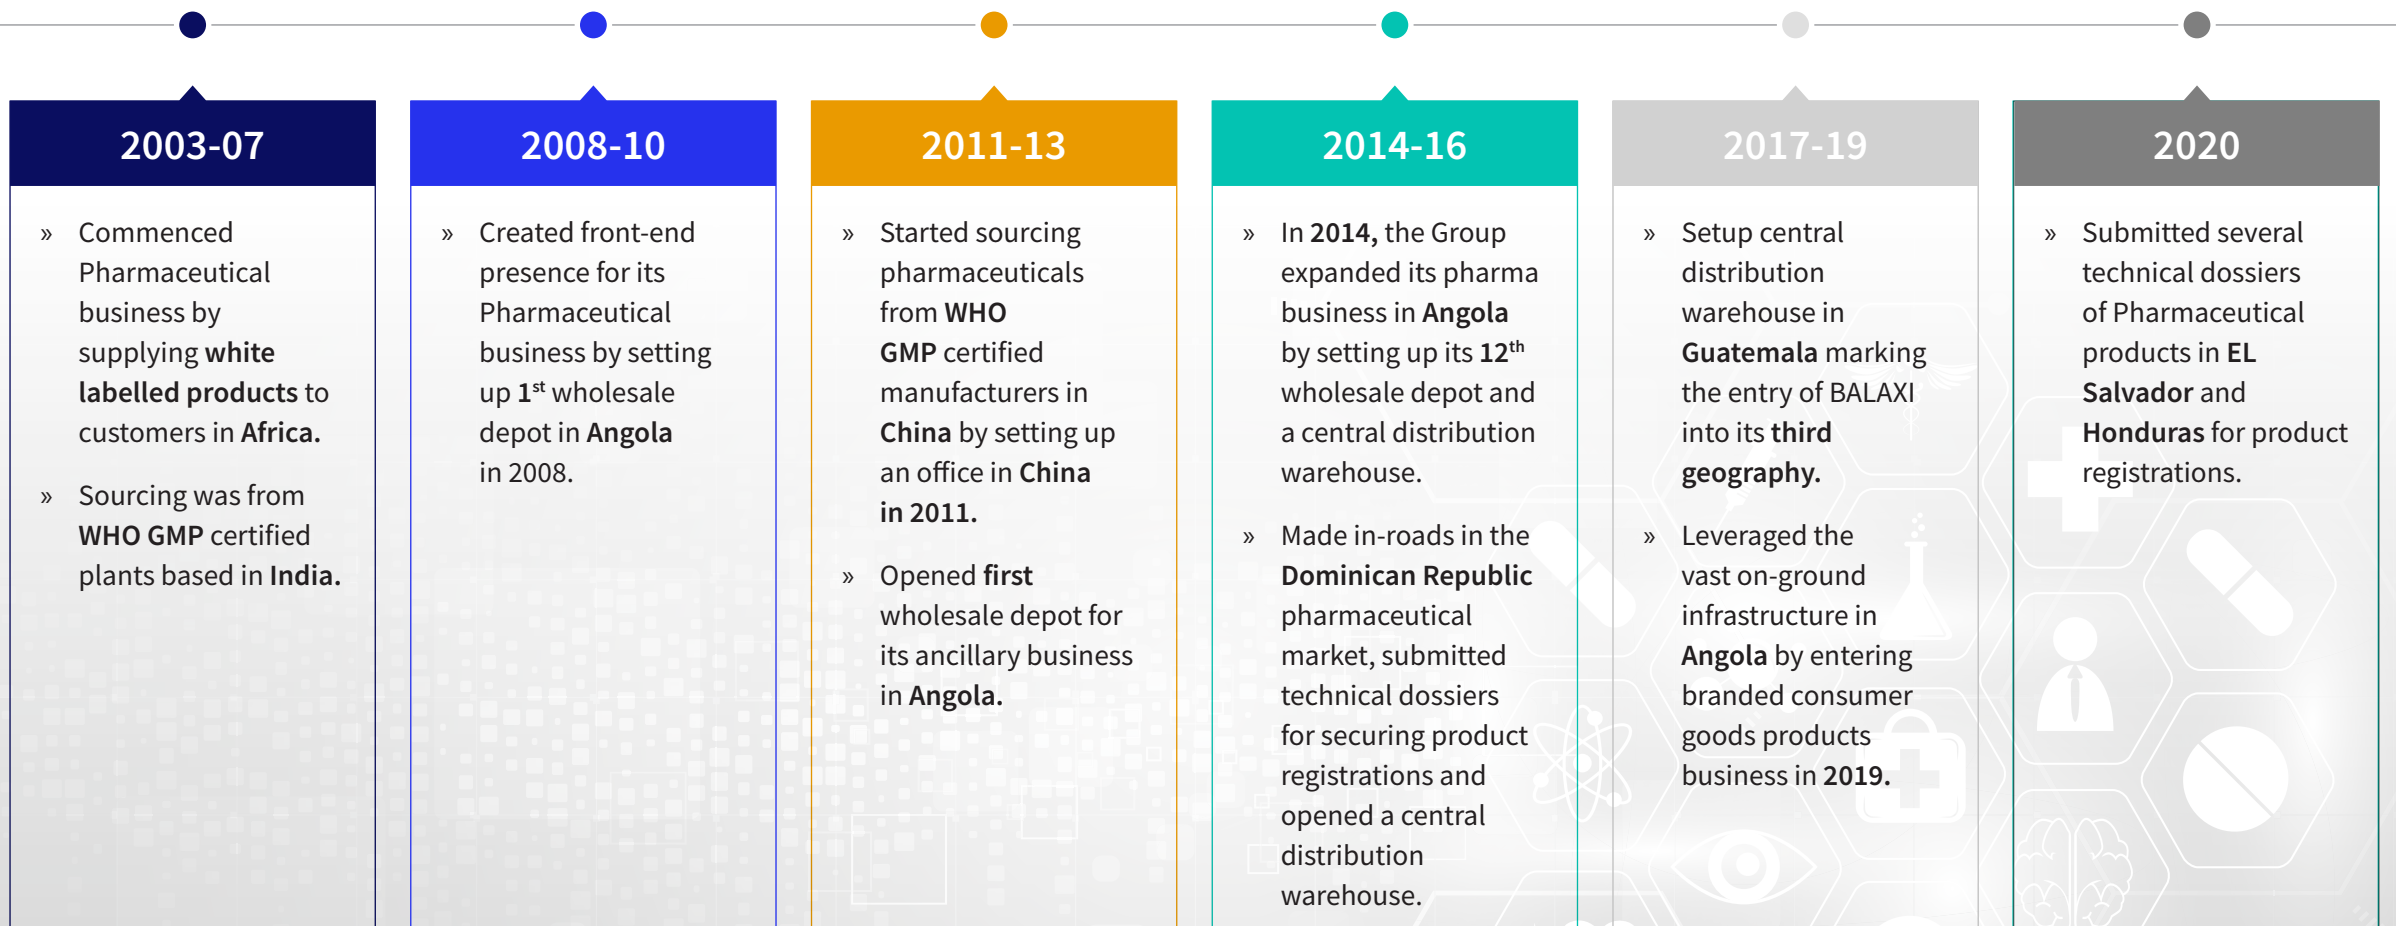 2003-07
» Commenced
Pharmaceutical
business by
supplying white
labelled products to
customers in Africa.
» Sourcing was from
WHO GMP certified
plants based in India.
2008-10
» Created front-end
presence for its
Pharmaceutical
business by setting
up 1st wholesale
depot in Angola
in 2008.
2011-13
» Started sourcing
pharmaceuticals
from WHO
GMP certified
manufacturers in
China by setting up
an office in China
in 2011.
» Opened first
wholesale depot for
its ancillary business
in Angola.
2014-16
» In 2014, the Group
expanded its pharma
business in Angola
by setting up its 12th
wholesale depot and
a central distribution
warehouse.
» Made in-roads in the
Dominican Republic
pharmaceutical
market, submitted
technical dossiers
for securing product
registrations and
opened a central
distribution
warehouse.
2017-19
» Setup central
distribution
warehouse in
Guatemala marking
the entry of BALAXI
into its third
geography.
» Leveraged the
vast on-ground
infrastructure in
Angola by entering
branded consumer
goods products
business in 2019.
2020
» Submitted several
technical dossiers
of Pharmaceutical
products in EL
Salvador and
Honduras for product
registrations.